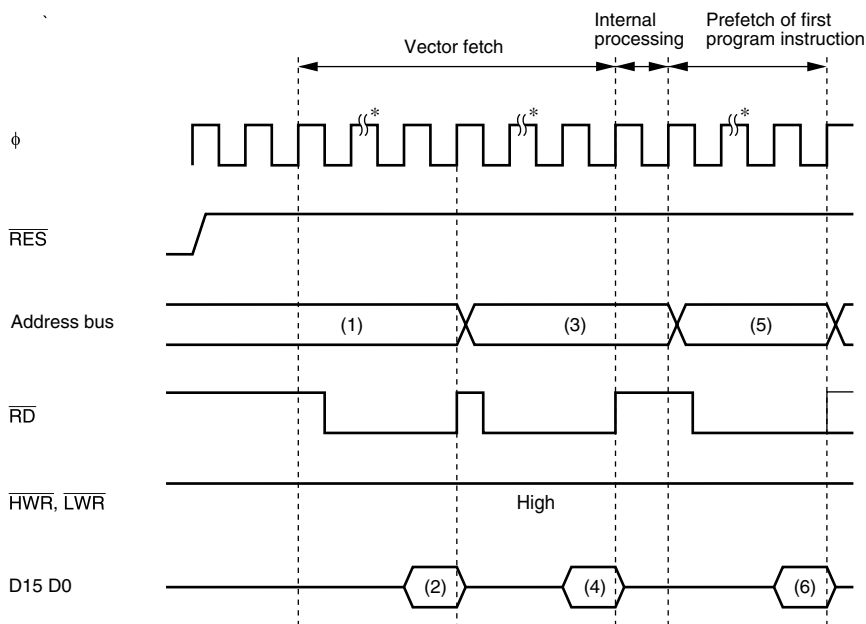 `
Vector fetch
Internal
processing
Prefetch of first
program instruction
ϕ
*
*
*
RES
Address bus
(1)
(3)
(5)
RD
HWR, LWR
High
D15 D0
(2)
(4)
(6)